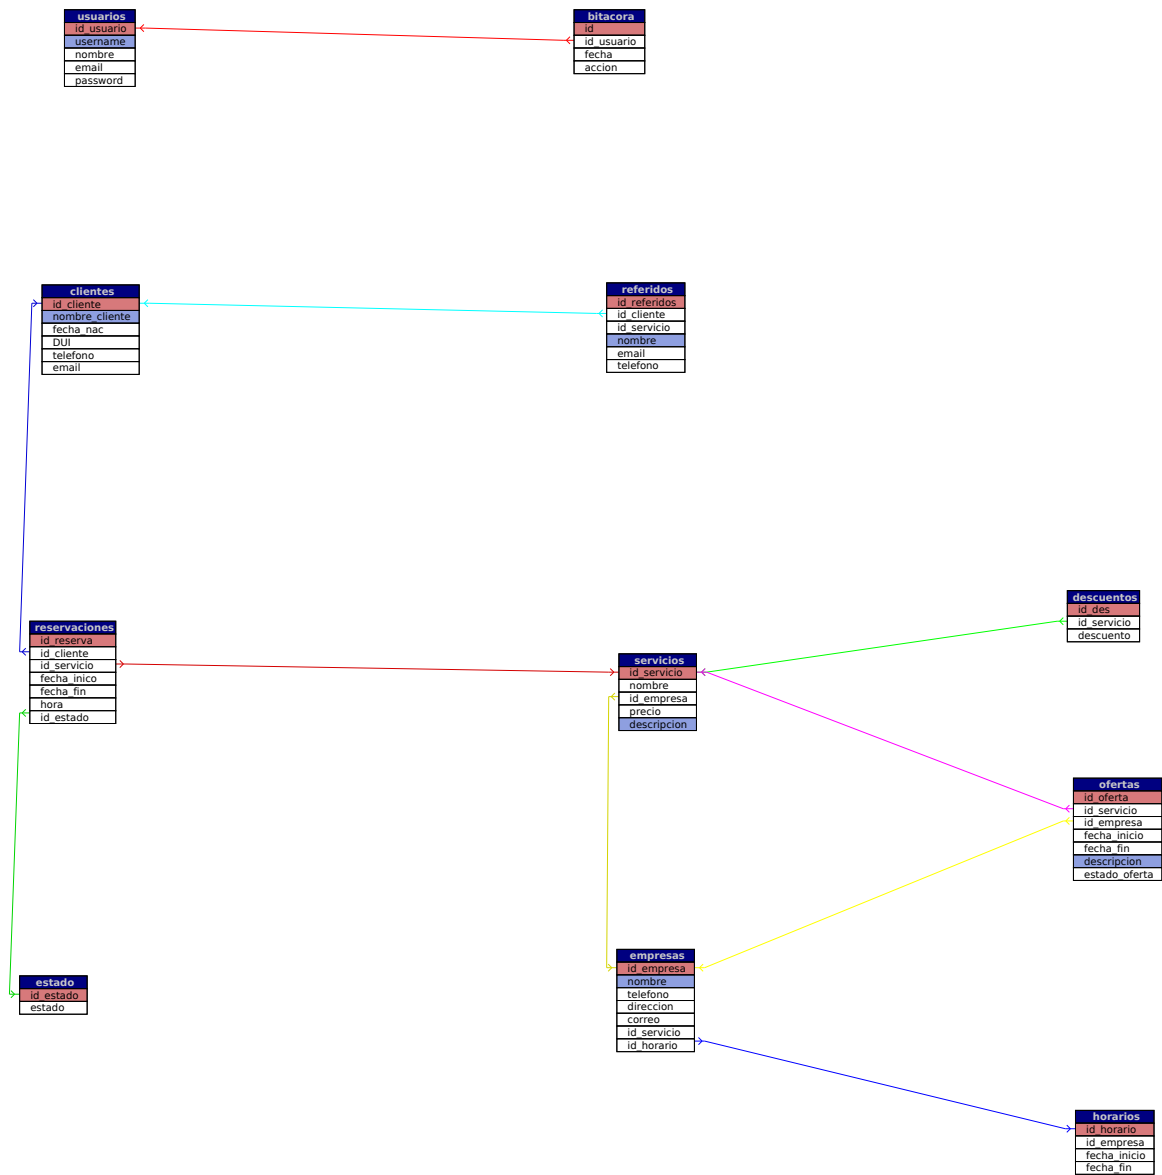 usuarios
id_usuario
username
nombre
email
password
bitacora
id
id_usuario
fecha
accion
clientes
id_cliente
nombre_cliente
fecha_nac
DUI
telefono
email
referidos
id_referidos
id_cliente
id_servicio
nombre
email
telefono
reservaciones
id_reserva
id_cliente
id_servicio
fecha_inico
fecha_fin
hora
id_estado
servicios
id_servicio
nombre
id_empresa
precio
descripcion
descuentos
id_des
id_servicio
descuento
ofertas
id_oferta
id_servicio
id_empresa
fecha_inicio
fecha_fin
descripcion
estado_oferta
estado
id_estado
estado
empresas
id_empresa
nombre
telefono
direccion
correo
id_servicio
id_horario
horarios
id_horario
id_empresa
fecha_inicio
fecha_fin